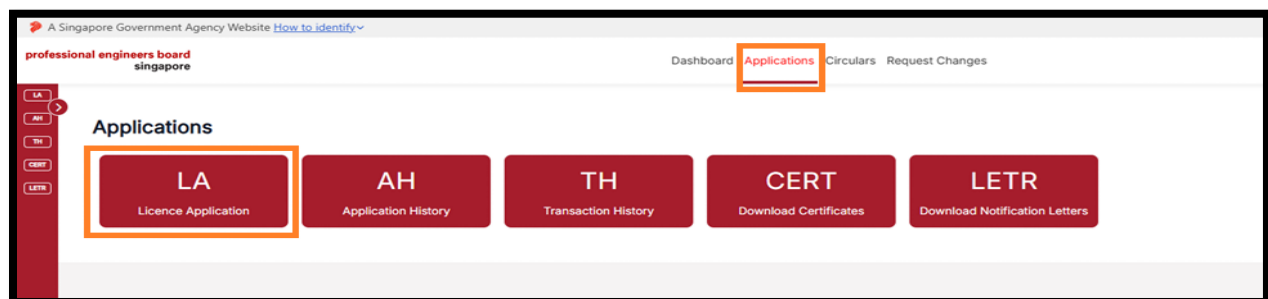 A Singapore Government Agency Website How to identify
professional engineers board
singapore
Dashboard Applications Circulars Request Changes
LA
AH
TH
CERT
LETR
Applications
LA
Licence Application
AH
Application History
TH
Transaction History
CERT
Download Certificates
LETR
Download Notification Letters